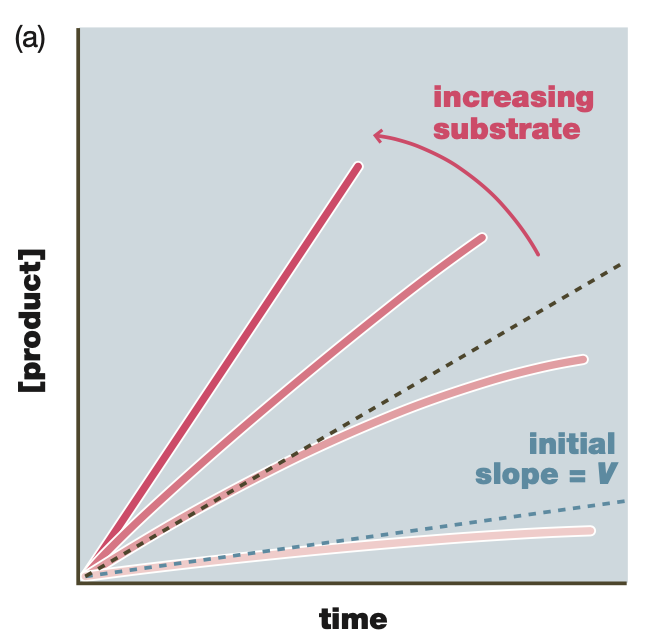 (a)
increasing
substrate
[product]
initial
slope = V
time